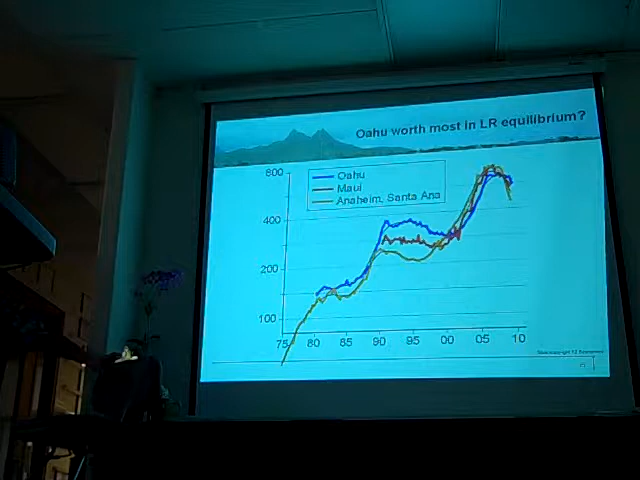 Oahu worth most in LR equilibrium?
800
Oahu
Maui
Anaheim, Santa Ana
400
200
100
75 80 85 90 95 00 05 10